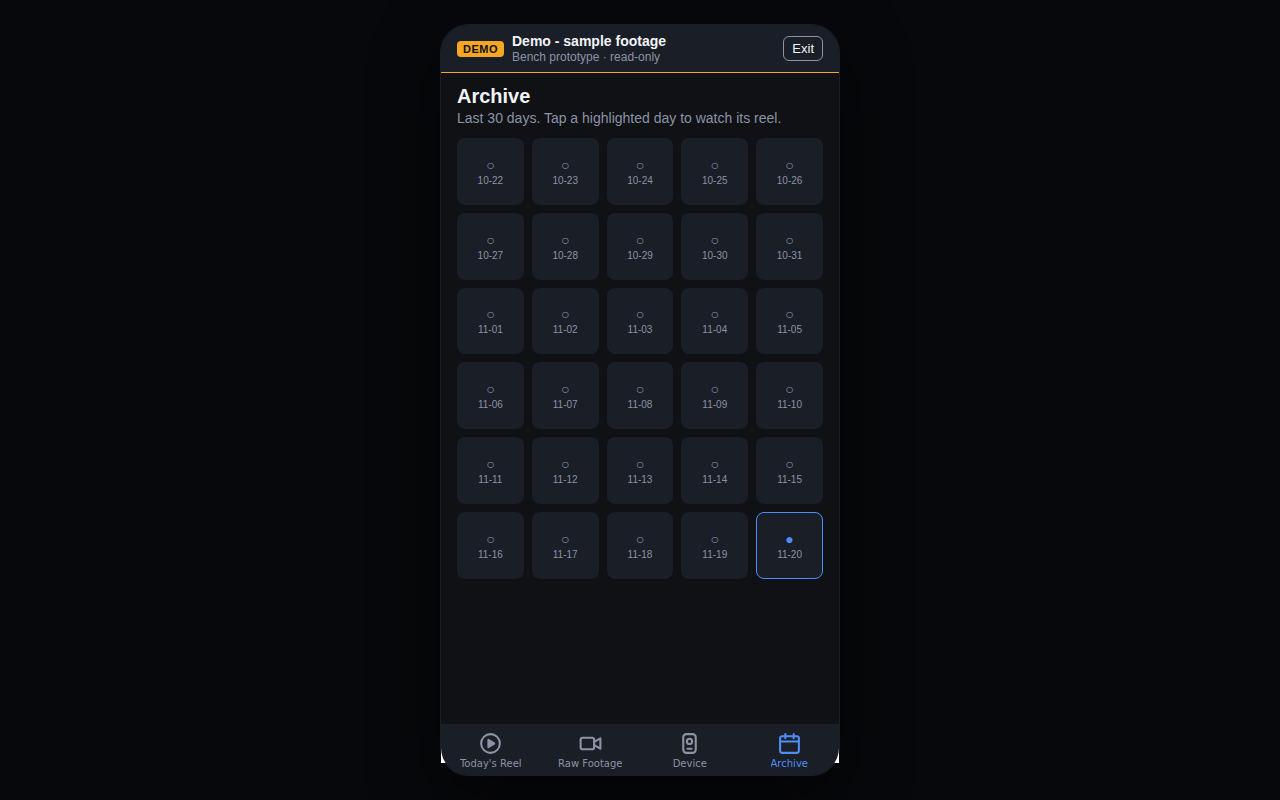 DEMO
Demo - sample footage
Bench prototype · read-only
Exit
Archive
Last 30 days. Tap a highlighted day to watch its reel.
10-22 10-23 10-24 10-25 10-26
10-27 10-28 10-29 10-30 10-31
11-01 11-02 11-03 11-04 11-05
11-06 11-07 11-08 11-09 11-10
11-11 11-12 11-13 11-14 11-15
11-16 11-17 11-18 11-19 11-20
Today's Reel Raw Footage Device Archive